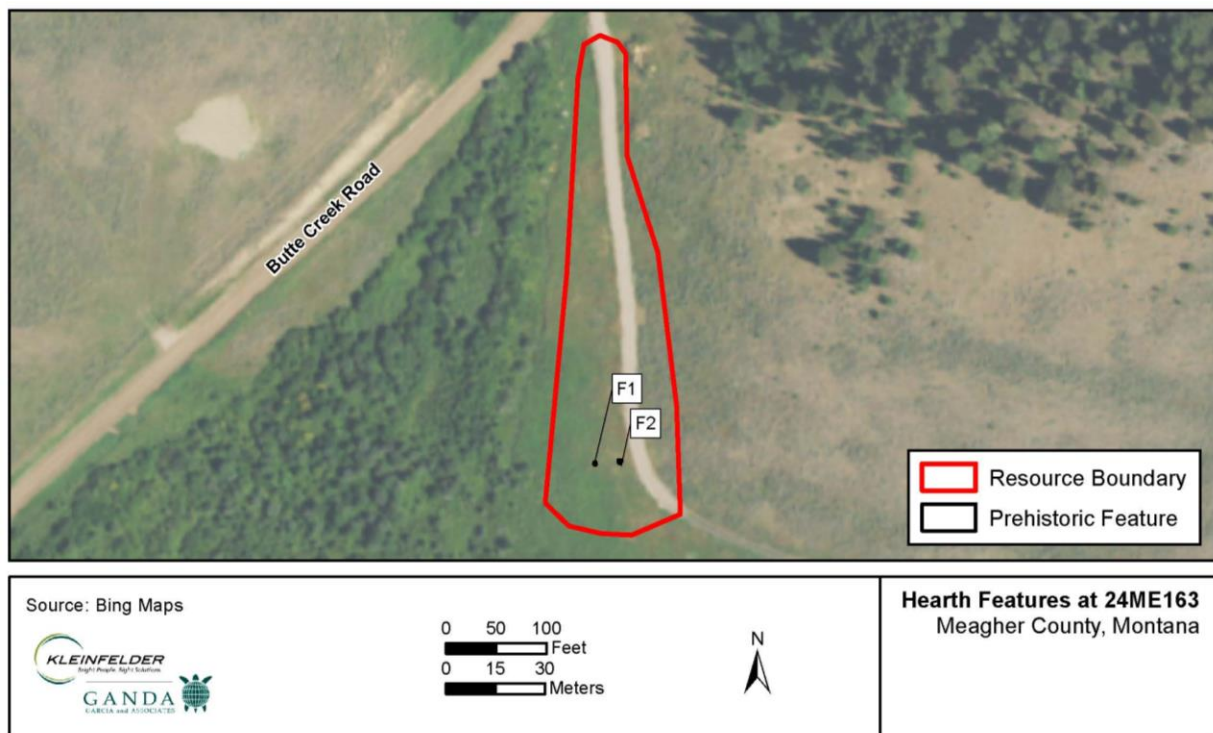 Butte Creek Road
F1
F2
Resource Boundary
Prehistoric Feature
Source: Bing Maps
KLEINFELDER
Bright People. Right Solutions.
GANDA
GARCIA and ASSOCIATES
0 50 100
Feet
0 15 30
Meters
N
Hearth Features at 24ME163
Meagher County, Montana